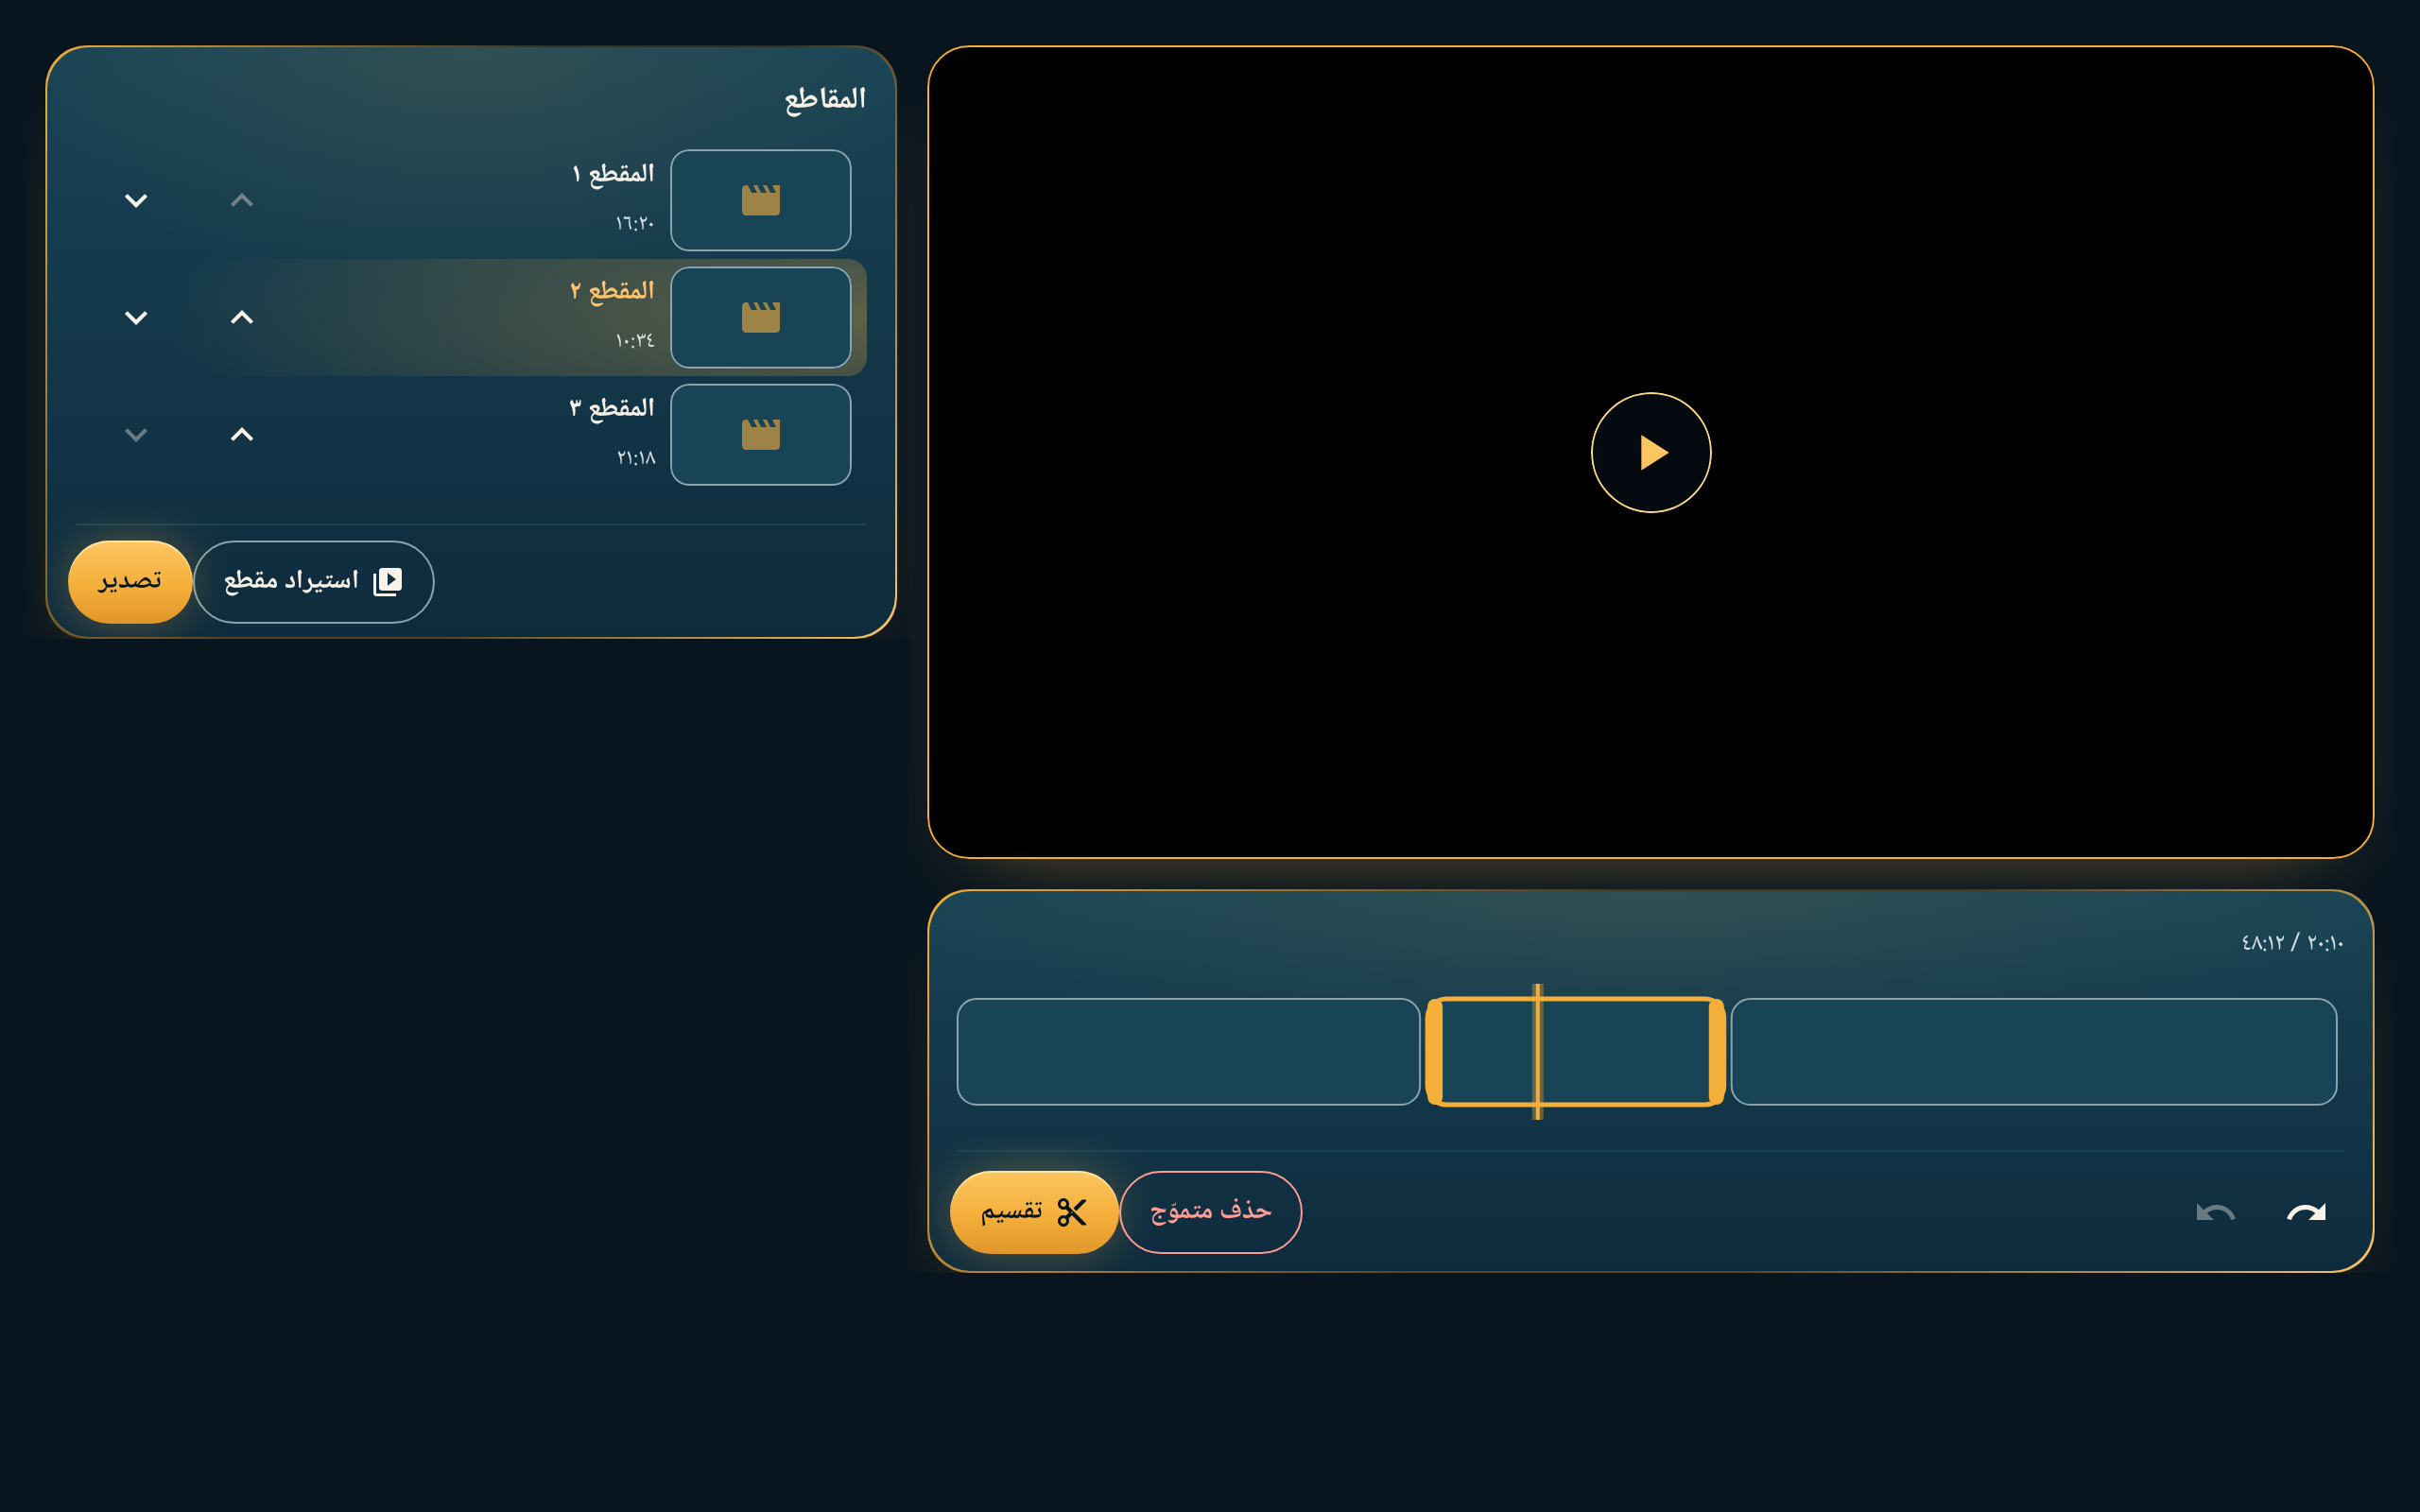 المقاطع
المقطع ١
١٦:٢٠
المقطع ٢
١٠:٣٤
المقطع ٣
٢١:١٨
استيراد مقطع
تصدير
٢٠:١٠ / ٤٨:١٢
حذف متموّج
تقسيم